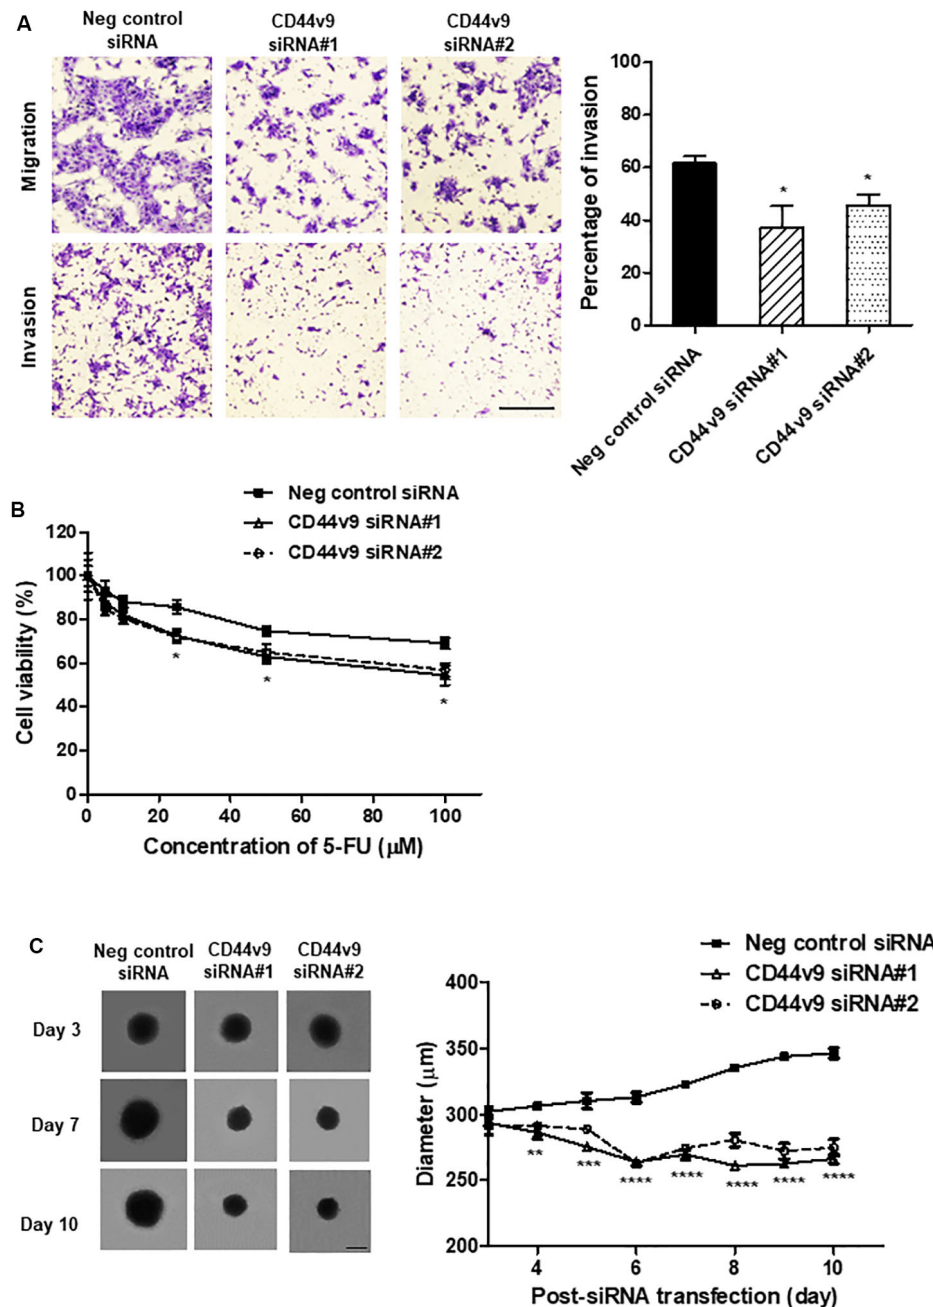 A
Neg control
siRNA
CD44v9
siRNA#1
CD44v9
siRNA#2
Migration
Invasion
Percentage of invasion
100
80
60
40
20
0
*
*
Neg control siRNA
CD44v9 siRNA#1
CD44v9 siRNA#2
B
Neg control siRNA
CD44v9 siRNA#1
CD44v9 siRNA#2
Cell viability (%)
120
100
80
60
40
20
0
*
*
*
0 20 40 60 80 100
Concentration of 5-FU (μM)
C
Neg control
siRNA
CD44v9
siRNA#1
CD44v9
siRNA#2
Day 3
Day 7
Day 10
Neg control siRNA
CD44v9 siRNA#1
CD44v9 siRNA#2
Diameter (μm)
400
350
300
250
200
** *** **** **** **** **** ****
4 6 8 10
Post-siRNA transfection (day)